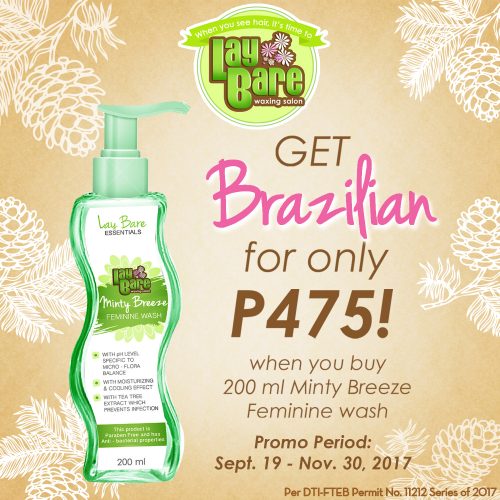 When you see hair, it's time to
Lay
Bare
waxing salon
GET
Brazilian
for only
P475!
when you buy
200 ml Minty Breeze
Feminine wash
Promo Period:
Sept. 19 - Nov. 30, 2017
Per DTI-FTEB Permit No. 11212 Series of 2017
Lay Bare
ESSENTIALS
Lay
Bare
waxing salon
Minty Breeze
FEMININE WASH
• WITH pH LEVEL
SPECIFIC TO
MICRO - FLORA
BALANCE
• WITH MOISTURIZING
& COOLING EFFECT
• WITH TEA TREE
EXTRACT WHICH
PREVENTS INFECTION
This product is
Paraben Free and has
Anti - bacterial properties
200 ml